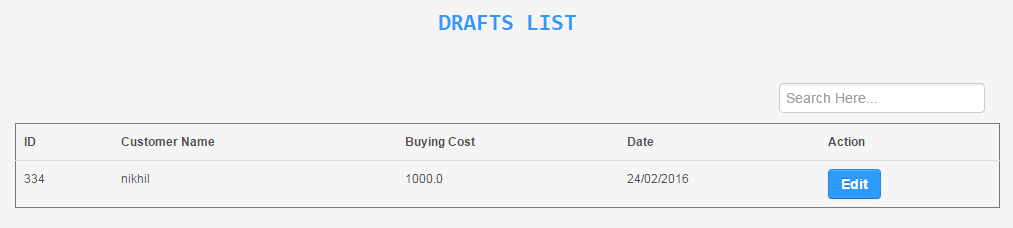 DRAFTS LIST
Search Here...
ID Customer Name Buying Cost Date Action
334 nikhil 1000.0 24/02/2016 Edit